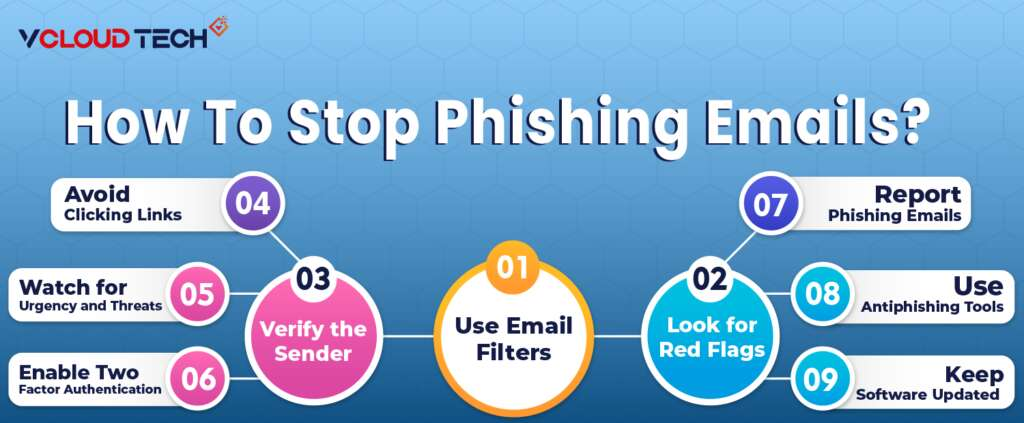 VCLOUD TECH
How To Stop Phishing Emails?
04
Avoid
Clicking Links
05
Watch for
Urgency and Threats
06
Enable Two
Factor Authentication
03
Verify the
Sender
01
Use Email
Filters
02
Look for
Red Flags
07
Report
Phishing Emails
08
Use
Antiphishing Tools
09
Keep
Software Updated